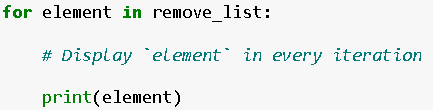 for element in remove_list:
# Display `element` in every iteration
print(element)